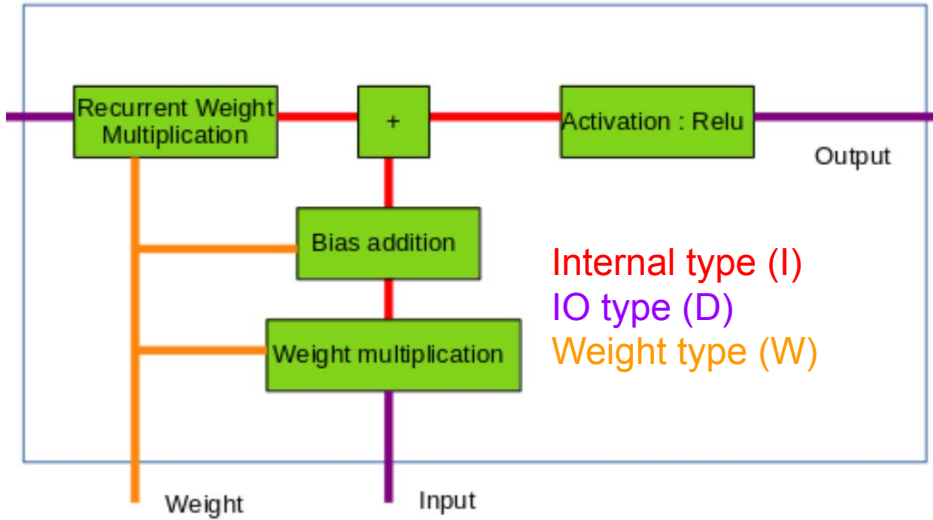 Recurrent Weight
Multiplication
+
Activation : Relu
Output
Bias addition
Internal type (I)
IO type (D)
Weight type (W)
Weight multiplication
Weight
Input